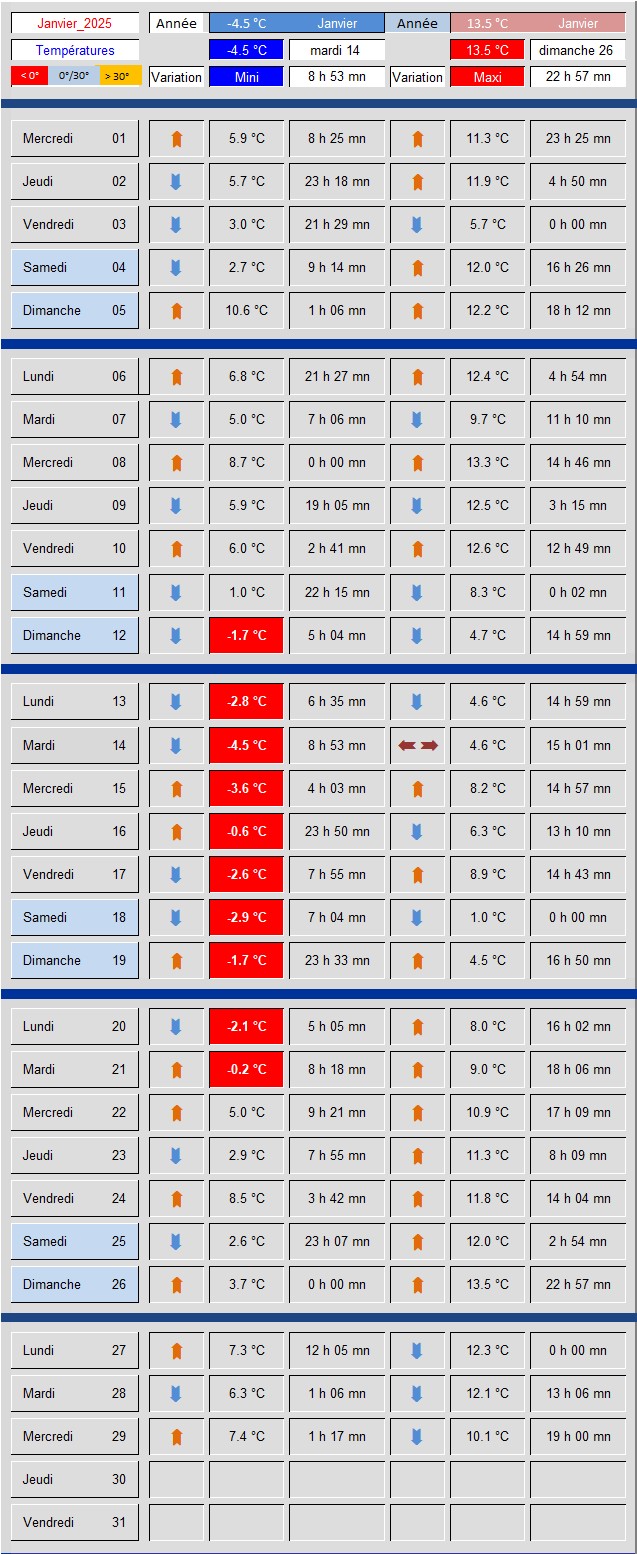 Janvier_2025 Année -4.5 °C Janvier Année 13.5 °C Janvier
Températures -4.5 °C mardi 14 13.5 °C dimanche 26
< 0° 0°/30° > 30° Variation Mini 8 h 53 mn Variation Maxi 22 h 57 mn
Mercredi 01 5.9 °C 8 h 25 mn 11.3 °C 23 h 25 mn
Jeudi 02 5.7 °C 23 h 18 mn 11.9 °C 4 h 50 mn
Vendredi 03 3.0 °C 21 h 29 mn 5.7 °C 0 h 00 mn
Samedi 04 2.7 °C 9 h 14 mn 12.0 °C 16 h 26 mn
Dimanche 05 10.6 °C 1 h 06 mn 12.2 °C 18 h 12 mn
Lundi 06 6.8 °C 21 h 27 mn 12.4 °C 4 h 54 mn
Mardi 07 5.0 °C 7 h 06 mn 9.7 °C 11 h 10 mn
Mercredi 08 8.7 °C 0 h 00 mn 13.3 °C 14 h 46 mn
Jeudi 09 5.9 °C 19 h 05 mn 12.5 °C 3 h 15 mn
Vendredi 10 6.0 °C 2 h 41 mn 12.6 °C 12 h 49 mn
Samedi 11 1.0 °C 22 h 15 mn 8.3 °C 0 h 02 mn
Dimanche 12 -1.7 °C 5 h 04 mn 4.7 °C 14 h 59 mn
Lundi 13 -2.8 °C 6 h 35 mn 4.6 °C 14 h 59 mn
Mardi 14 -4.5 °C 8 h 53 mn 4.6 °C 15 h 01 mn
Mercredi 15 -3.6 °C 4 h 03 mn 8.2 °C 14 h 57 mn
Jeudi 16 -0.6 °C 23 h 50 mn 6.3 °C 13 h 10 mn
Vendredi 17 -2.6 °C 7 h 55 mn 8.9 °C 14 h 43 mn
Samedi 18 -2.9 °C 7 h 04 mn 1.0 °C 0 h 00 mn
Dimanche 19 -1.7 °C 23 h 33 mn 4.5 °C 16 h 50 mn
Lundi 20 -2.1 °C 5 h 05 mn 8.0 °C 16 h 02 mn
Mardi 21 -0.2 °C 8 h 18 mn 9.0 °C 18 h 06 mn
Mercredi 22 5.0 °C 9 h 21 mn 10.9 °C 17 h 09 mn
Jeudi 23 2.9 °C 7 h 55 mn 11.3 °C 8 h 09 mn
Vendredi 24 8.5 °C 3 h 42 mn 11.8 °C 14 h 04 mn
Samedi 25 2.6 °C 23 h 07 mn 12.0 °C 2 h 54 mn
Dimanche 26 3.7 °C 0 h 00 mn 13.5 °C 22 h 57 mn
Lundi 27 7.3 °C 12 h 05 mn 12.3 °C 0 h 00 mn
Mardi 28 6.3 °C 1 h 06 mn 12.1 °C 13 h 06 mn
Mercredi 29 7.4 °C 1 h 17 mn 10.1 °C 19 h 00 mn
Jeudi 30
Vendredi 31